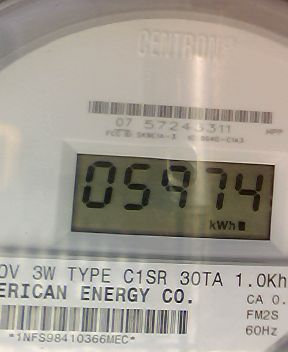 CENTRON®
07 57243311
05974
kWh
0V 3W TYPE C1SR 30TA 1.0Kh
ERICAN ENERGY CO.
CA 0.
FM2S
60Hz
*1NFS98410366MEC*